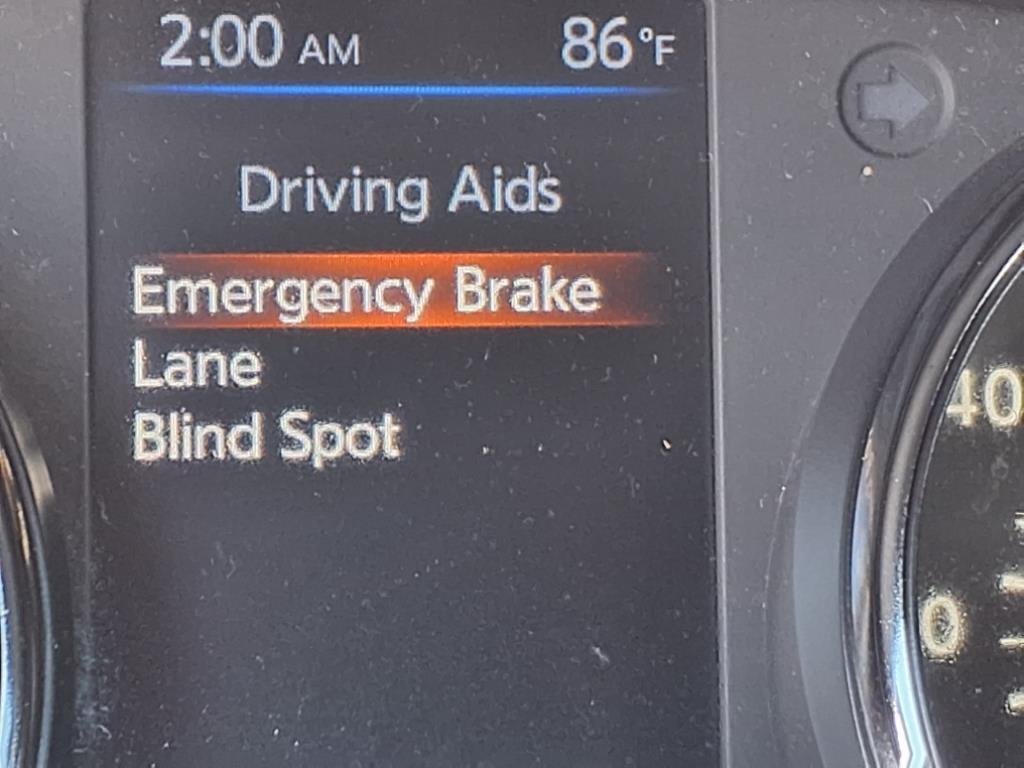 2:00 AM 86°F
Driving Aids
Emergency Brake
Lane
Blind Spot
40
0